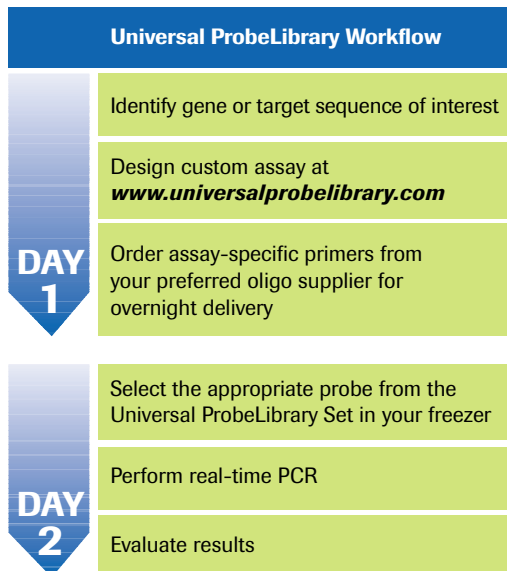 Universal ProbeLibrary Workflow
Identify gene or target sequence of interest
Design custom assay at
www.universalprobelibrary.com
Order assay-specific primers from
your preferred oligo supplier for
overnight delivery
DAY
1
Select the appropriate probe from the
Universal ProbeLibrary Set in your freezer
Perform real-time PCR
Evaluate results
DAY
2